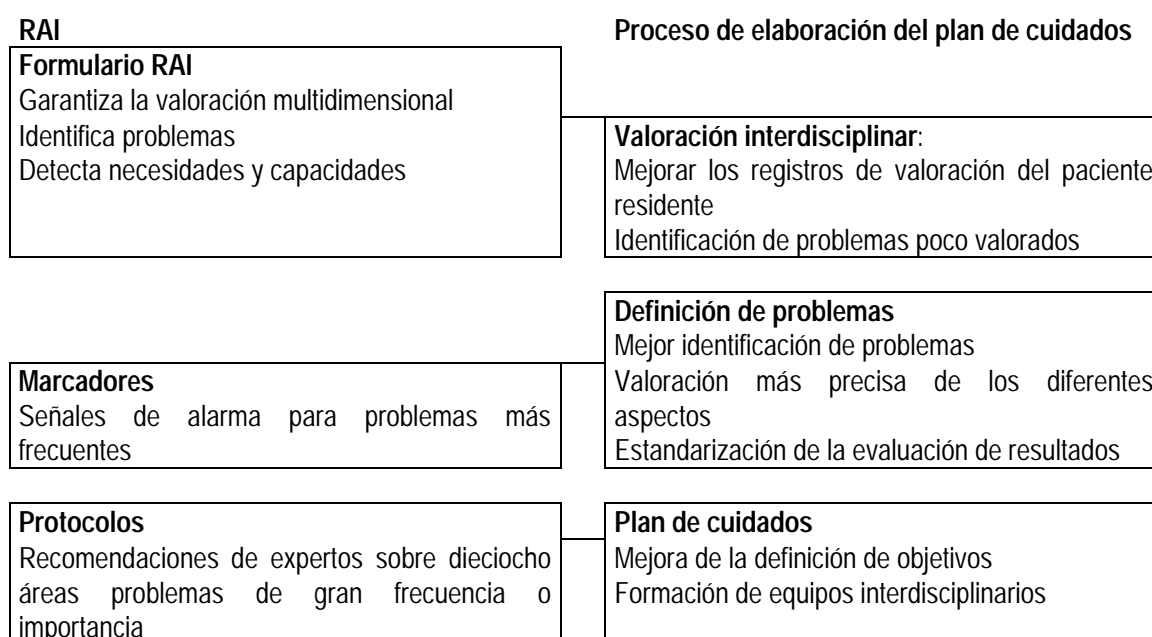 RAI
Proceso de elaboración del plan de cuidados
Formulario RAI
Garantiza la valoración multidimensional
Identifica problemas
Detecta necesidades y capacidades
Valoración interdisciplinar:
Mejorar los registros de valoración del paciente
residente
Identificación de problemas poco valorados
Marcadores
Señales de alarma para problemas más
frecuentes
Definición de problemas
Mejor identificación de problemas
Valoración más precisa de los diferentes
aspectos
Estandarización de la evaluación de resultados
Protocolos
Recomendaciones de expertos sobre dieciocho
áreas problemas de gran frecuencia o
importancia
Plan de cuidados
Mejora de la definición de objetivos
Formación de equipos interdisciplinarios